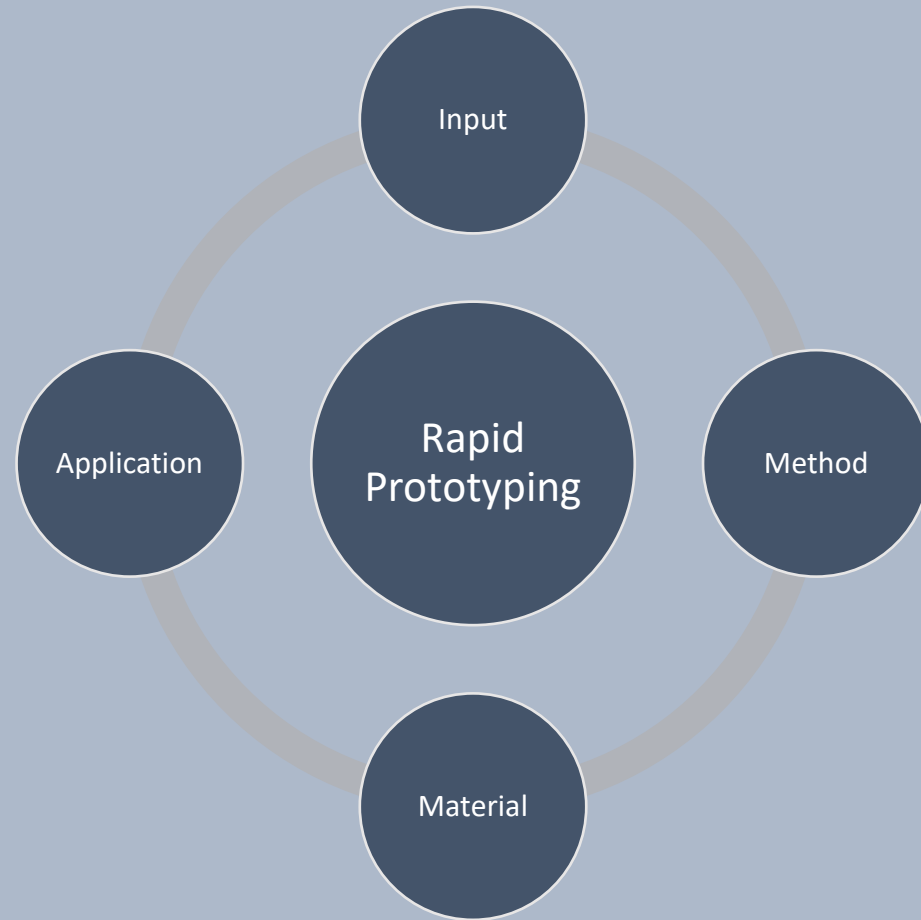 Input
Application
Rapid
Prototyping
Method
Material